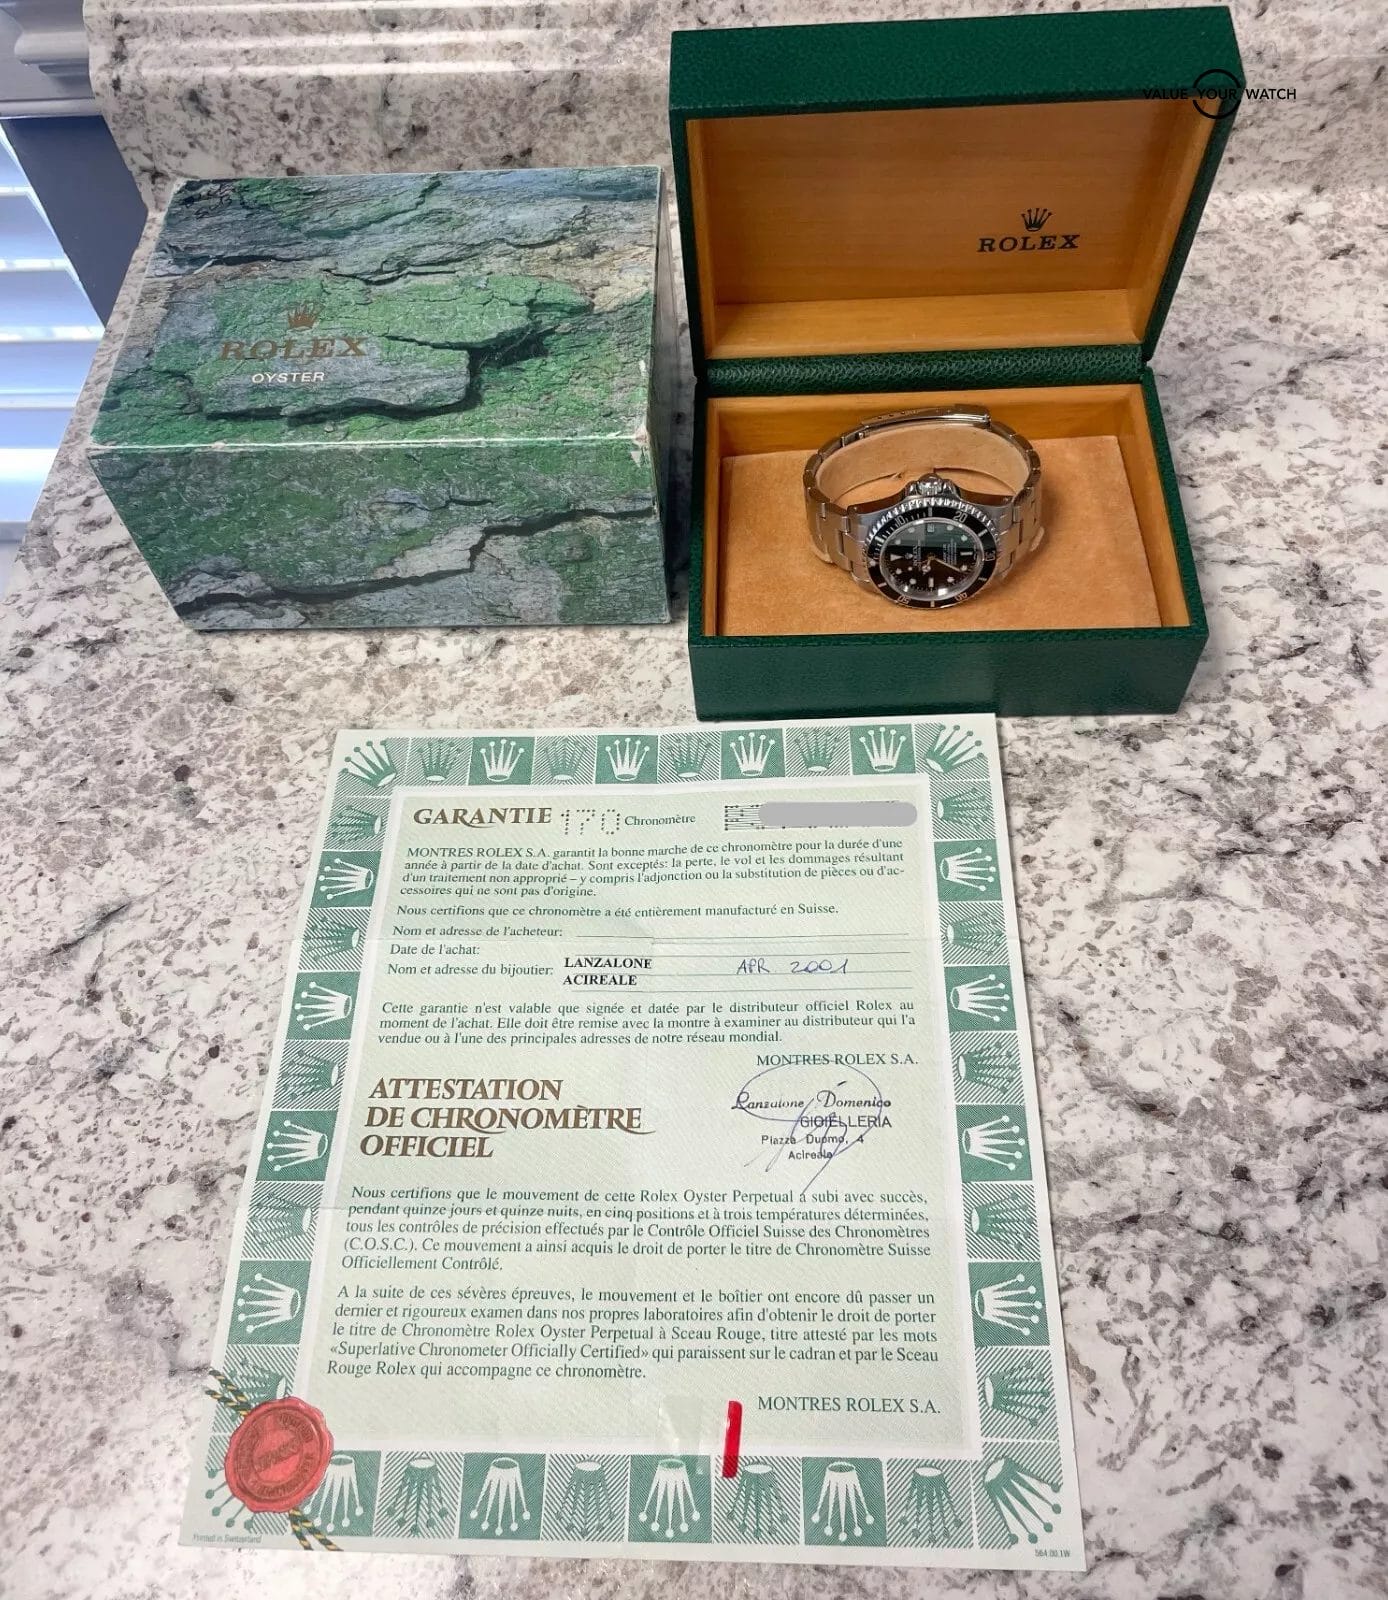 VALUE YOUR WATCH
ROLEX
ROLEX
OYSTER
GARANTIE 170 Chronomètre
MONTRES ROLEX S.A. garantit la bonne marche de ce chronomètre pour la durée d'une
année à partir de la date d'achat. Sont exceptés: la perte, le vol et les dommages résultant
d'un traitement non approprié – y compris l'adjonction ou la substitution de pièces ou d'ac-
cessoires qui ne sont pas d'origine.
Nous certifions que ce chronomètre a été entièrement manufacturé en Suisse.
Nom et adresse de l'acheteur:
Date de l'achat:
Nom et adresse du bijoutier: LANZALONE APR 2001
ACIREALE
Cette garantie n'est valable que signée et datée par le distributeur officiel Rolex au
moment de l'achat. Elle doit être remise avec la montre à examiner au distributeur qui l'a
vendue ou à l'une des principales adresses de notre réseau mondial.
MONTRES ROLEX S.A.
Lanzalone Domenico
GIOIELLERIA
Piazza Duomo, 4
Acireale
ATTESTATION
DE CHRONOMÈTRE
OFFICIEL
Nous certifions que le mouvement de cette Rolex Oyster Perpetual a subi avec succès,
pendant quinze jours et quinze nuits, en cinq positions et à trois températures déterminées,
tous les contrôles de précision effectués par le Contrôle Officiel Suisse des Chronomètres
(C.O.S.C.). Ce mouvement a ainsi acquis le droit de porter le titre de Chronomètre Suisse
Officiellement Contrôlé.
A la suite de ces sévères épreuves, le mouvement et le boîtier ont encore dû passer un
dernier et rigoureux examen dans nos propres laboratoires afin d'obtenir le droit de porter
le titre de Chronomètre Rolex Oyster Perpetual à Sceau Rouge, titre attesté par les mots
«Superlative Chronometer Officially Certified» qui paraissent sur le cadran et par le Sceau
Rouge Rolex qui accompagne ce chronomètre.
MONTRES ROLEX S.A.
Printed in Switzerland
564.00.1W